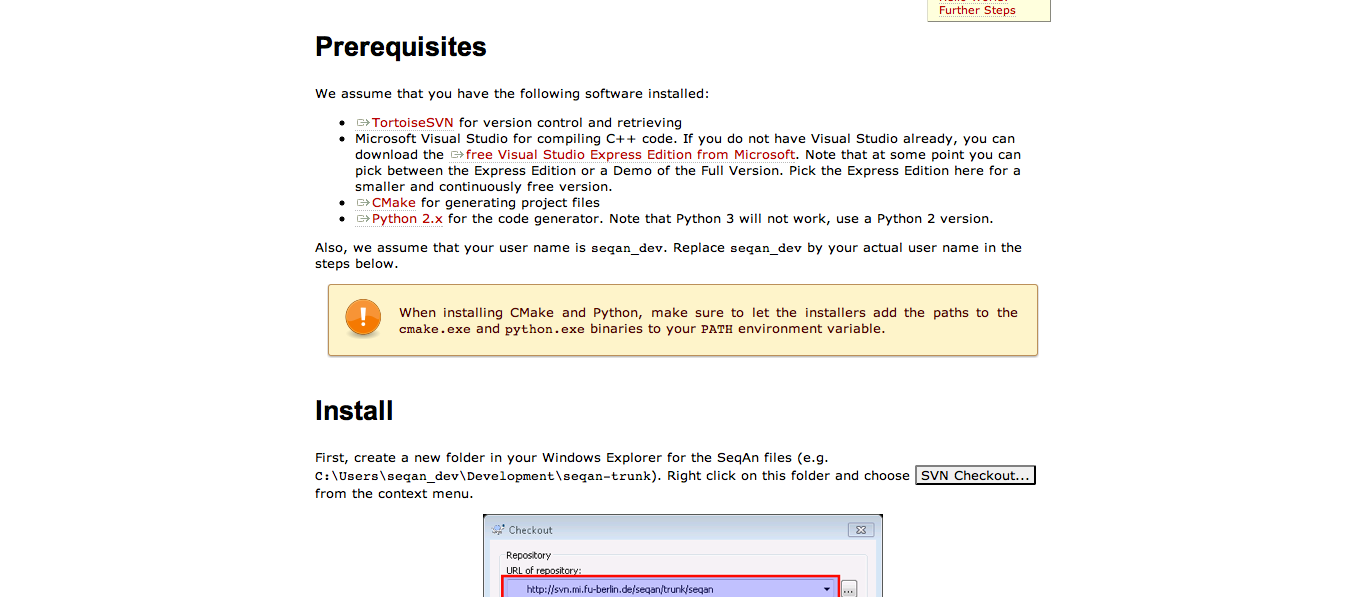 Further Steps
Prerequisites
We assume that you have the following software installed:
TortoiseSVN for version control and retrieving
Microsoft Visual Studio for compiling C++ code. If you do not have Visual Studio already, you can
download the free Visual Studio Express Edition from Microsoft. Note that at some point you can
pick between the Express Edition or a Demo of the Full Version. Pick the Express Edition here for a
smaller and continuously free version.
CMake for generating project files
Python 2.x for the code generator. Note that Python 3 will not work, use a Python 2 version.
Also, we assume that your user name is seqan_dev. Replace seqan_dev by your actual user name in the
steps below.
When installing CMake and Python, make sure to let the installers add the paths to the
cmake.exe and python.exe binaries to your PATH environment variable.
Install
First, create a new folder in your Windows Explorer for the SeqAn files (e.g.
C:\Users\seqan_dev\Development\seqan-trunk). Right click on this folder and choose SVN Checkout...
from the context menu.
Checkout
Repository
URL of repository:
http://svn.mi.fu-berlin.de/seqan/trunk/seqan ...